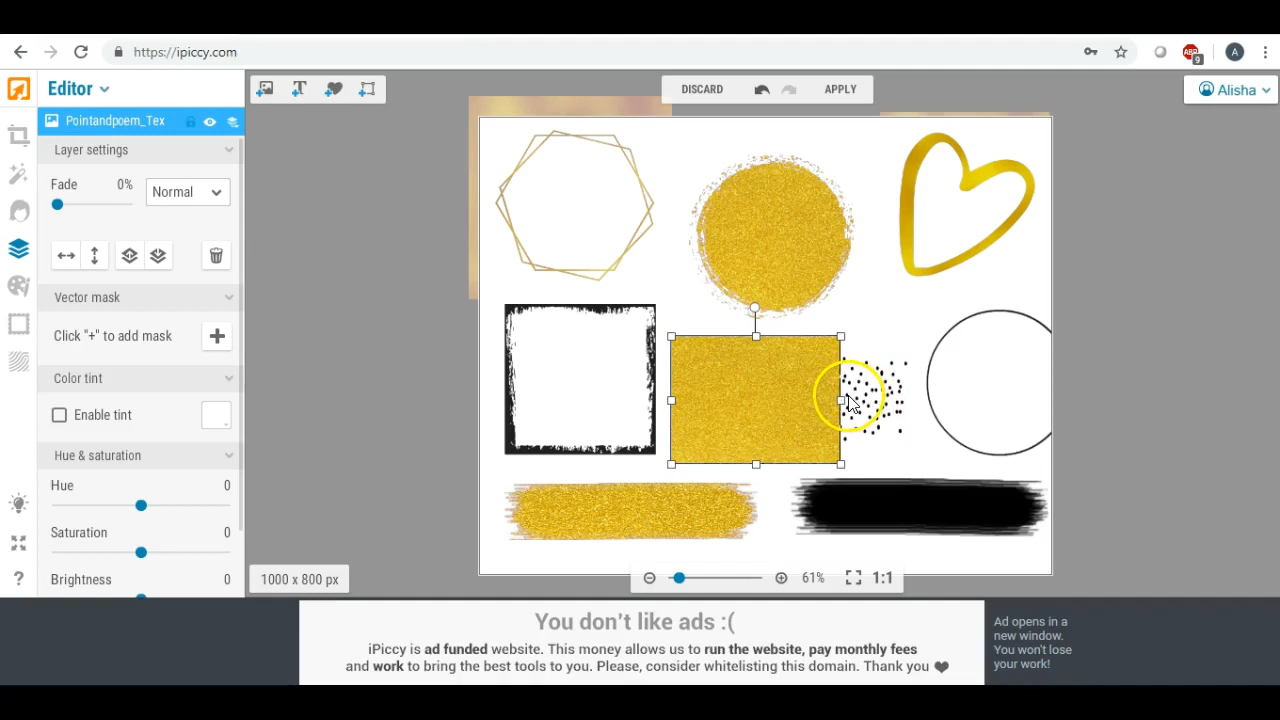 https://ipiccy.com
ABP
9
A
Editor
DISCARD
APPLY
Alisha
Pointandpoem_Tex
Layer settings
Fade 0%
Normal
Vector mask
Click "+" to add mask
Color tint
Enable tint
Hue & saturation
Hue 0
Saturation 0
Brightness 0
1000 x 800 px
61%
1:1
?
You don't like ads :(
iPiccy is ad funded website. This money allows us to run the website, pay monthly fees
and work to bring the best tools to you. Please, consider whitelisting this domain. Thank you ❤
Ad opens in a
new window.
You won't lose
your work!